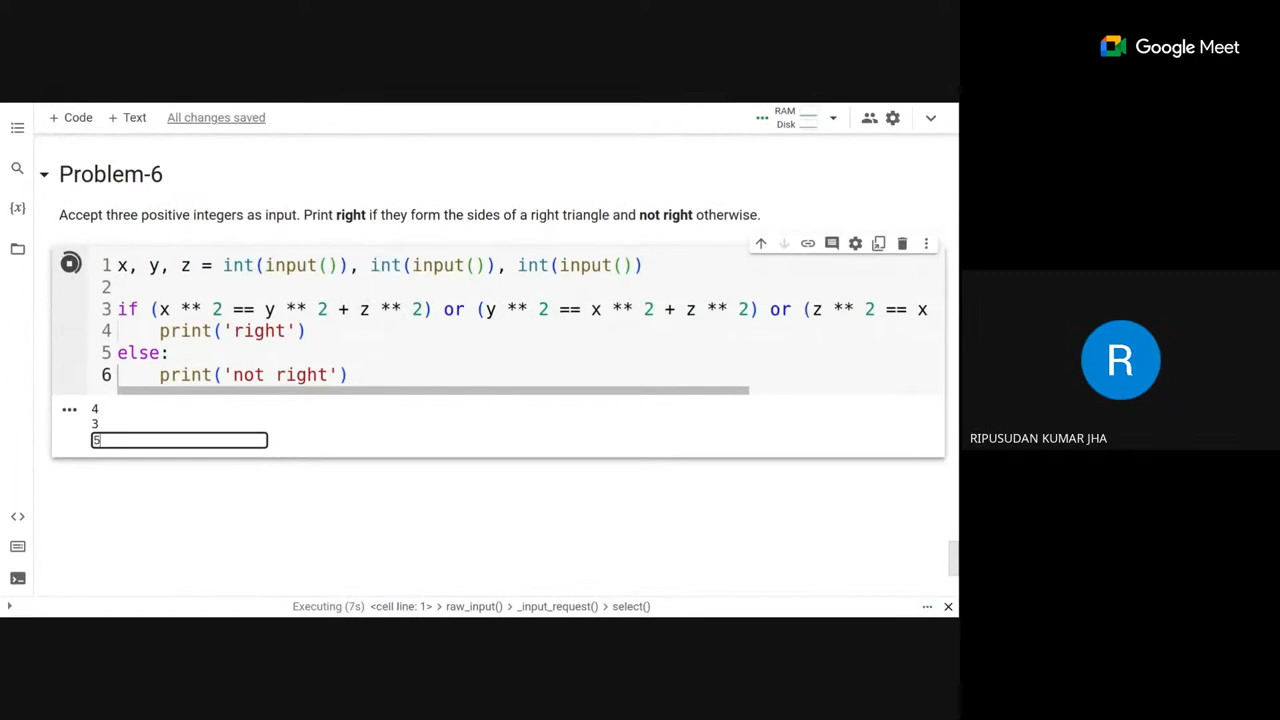 Google Meet
+ Code + Text All changes saved
RAM
Disk
Problem-6
Accept three positive integers as input. Print right if they form the sides of a right triangle and not right otherwise.
1 x, y, z = int(input()), int(input()), int(input())
2
3 if (x ** 2 == y ** 2 + z ** 2) or (y ** 2 == x ** 2 + z ** 2) or (z ** 2 == x
4     print('right')
5 else:
6     print('not right')
4
3
5
R
RIPUSUDAN KUMAR JHA
Executing (7s) <cell line: 1> > raw_input() > _input_request() > select()